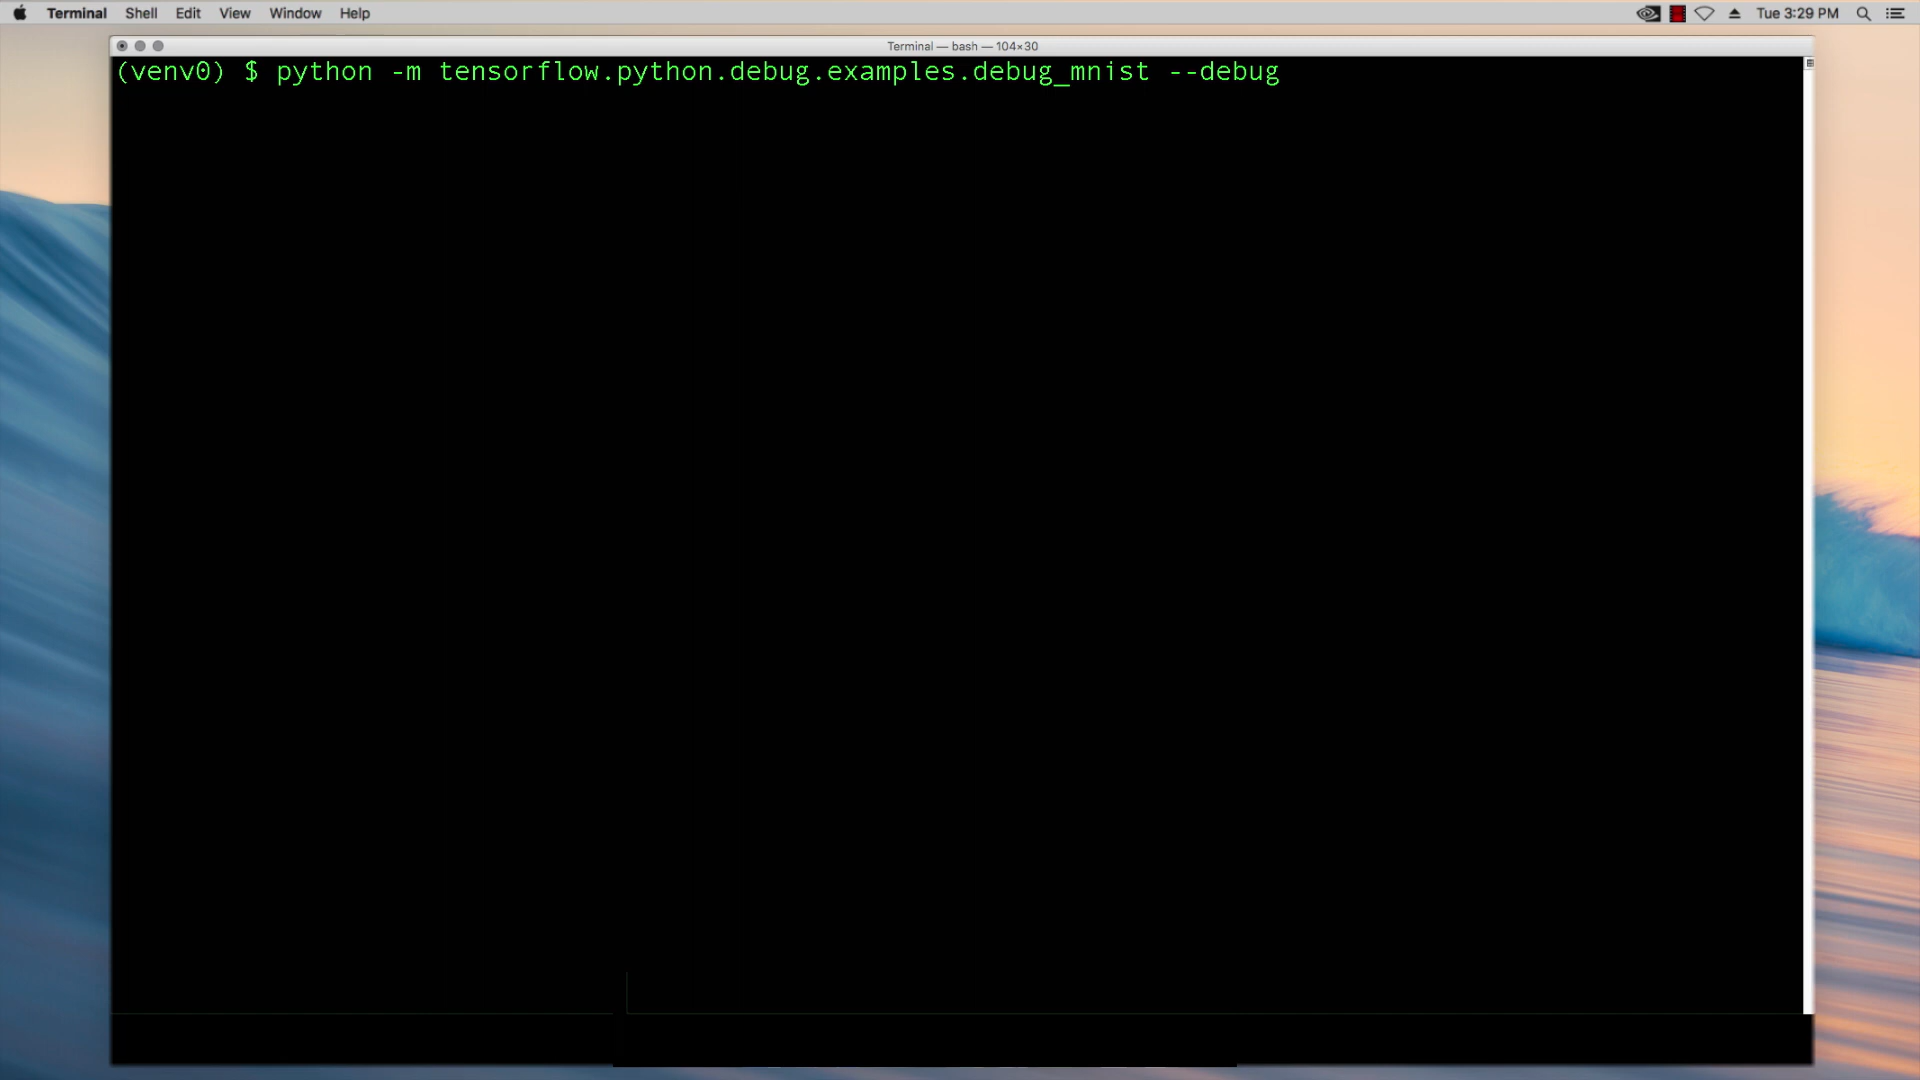 Terminal Shell Edit View Window Help Tue 3:29 PM
Terminal — bash — 104×30
(venv0) $ python -m tensorflow.python.debug.examples.debug_mnist --debug